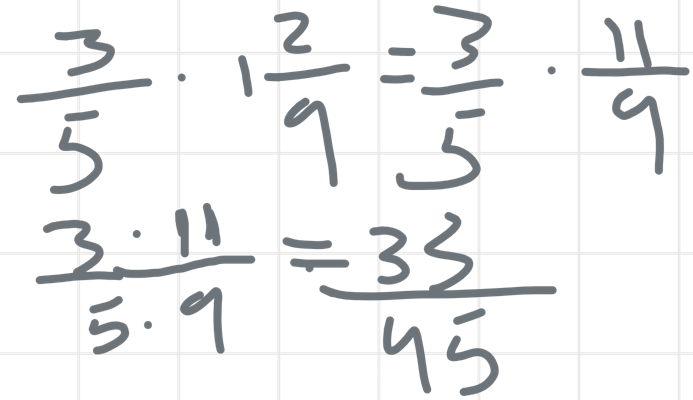 3/5 · 1 2/9 = 3/5 · 11/9
3 · 11 / 5 · 9 = 33/45